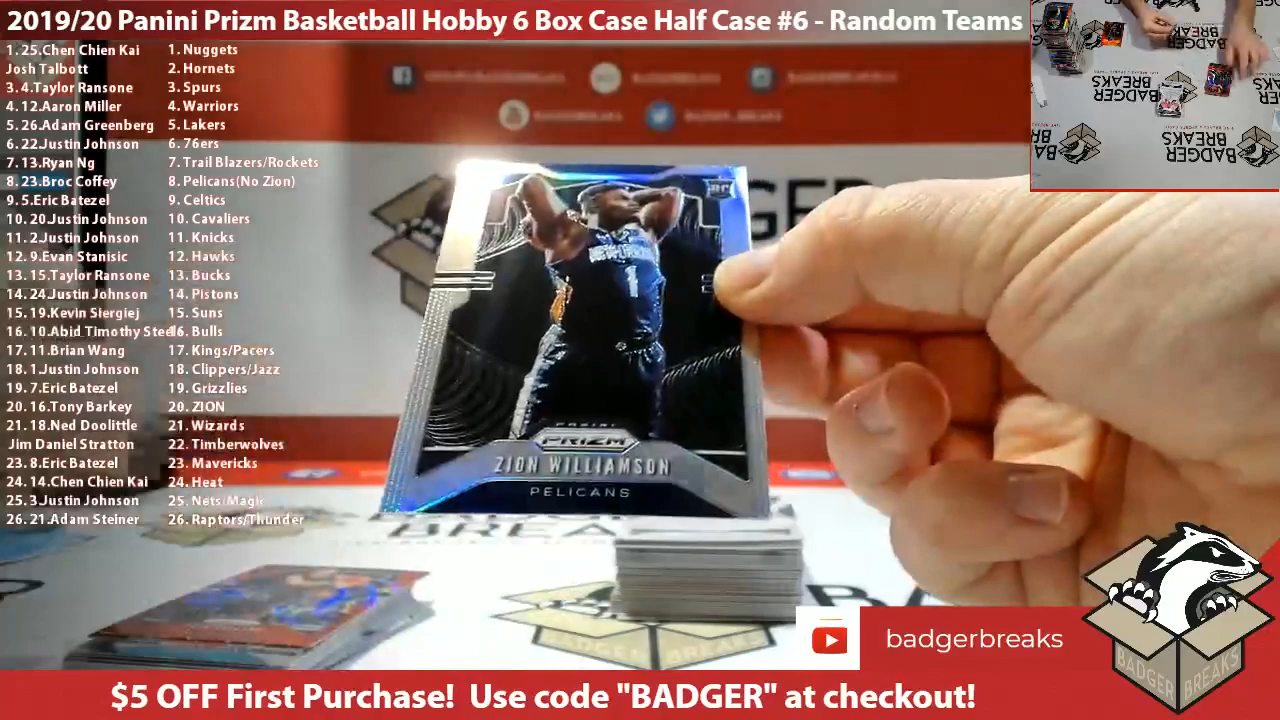 2019/20 Panini Prizm Basketball Hobby 6 Box Case Half Case #6 - Random Teams
1. 25.Chen Chien Kai 1. Nuggets
Josh Talbott 2. Hornets
3. 4.Taylor Ransone 3. Spurs
4. 12.Aaron Miller 4. Warriors
5. 26.Adam Greenberg 5. Lakers
6. 22.Justin Johnson 6. 76ers
7. 13.Ryan Ng 7. Trail Blazers/Rockets
8. 23.Broc Coffey 8. Pelicans(No Zion)
9. 5.Eric Batezel 9. Celtics
10. 20.Justin Johnson 10. Cavaliers
11. 2.Justin Johnson 11. Knicks
12. 9.Evan Stanisic 12. Hawks
13. 15.Taylor Ransone 13. Bucks
14. 24.Justin Johnson 14. Pistons
15. 19.Kevin Siergiej 15. Suns
16. 10.Abid Timothy 16. Bulls
17. 11.Brian Wang 17. Kings/Pacers
18. 1.Justin Johnson 18. Clippers/Jazz
19. 7.Eric Batezel 19. Grizzlies
20. 16.Tony Barkey 20. ZION
21. 18.Ned Doolittle 21. Wizards
Jim Daniel Stratton 22. Timberwolves
23. 8.Eric Batezel 23. Mavericks
24. 14.Chen Chien Kai 24. Heat
25. 3.Justin Johnson 25. Nets/Magic
26. 21.Adam Steiner 26. Raptors/Thunder
BADGER
BREAKS
RC
NEW ORLEANS
1
PANINI
PRIZM
ZION WILLIAMSON
PELICANS
BREA
badgerbreaks
BADGER BREAKS
$5 OFF First Purchase! Use code "BADGER" at checkout!